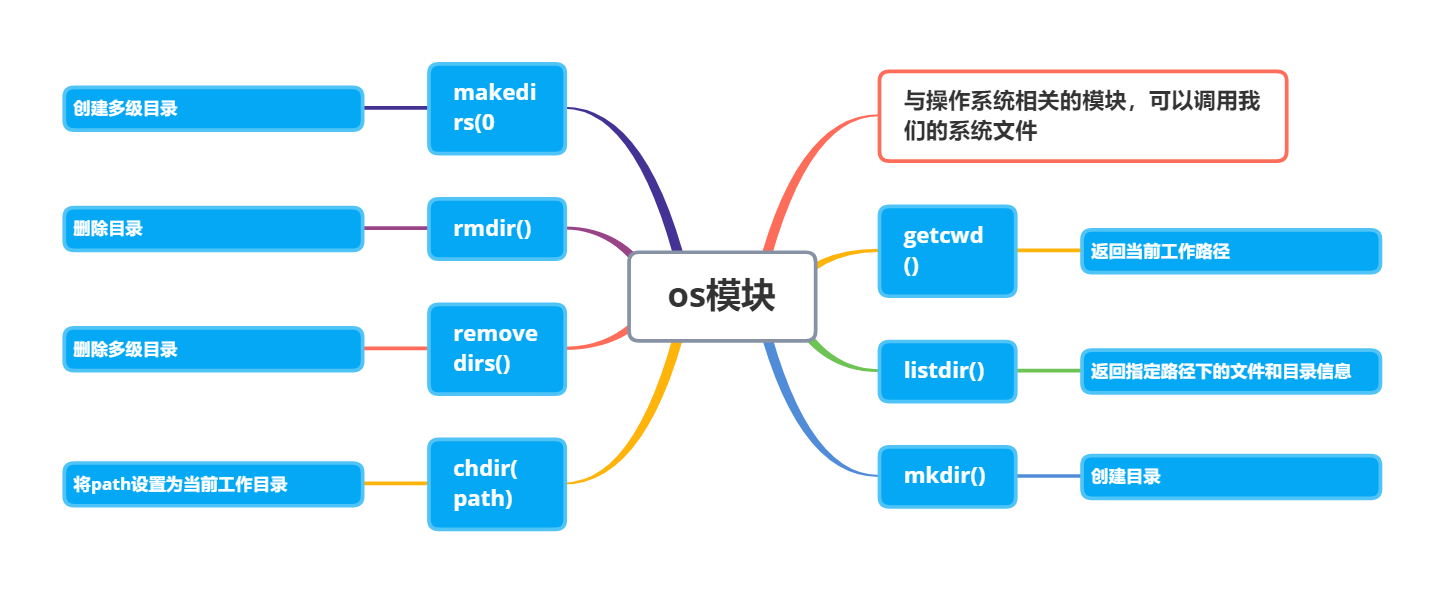 os模块
与操作系统相关的模块，可以调用我
们的系统文件
getcwd
()
返回当前工作路径
listdir()
返回指定路径下的文件和目录信息
mkdir()
创建目录
makedi
rs(0
创建多级目录
rmdir()
删除目录
remove
dirs()
删除多级目录
chdir(
path)
将path设置为当前工作目录